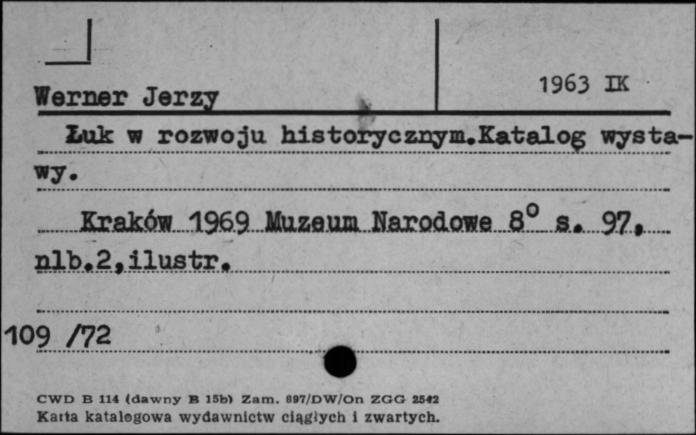 Werner Jerzy
1963 IK
Łuk w rozwoju historycznym.Katalog wysta-
wy.
Kraków 1969 Muzeum Narodowe 8° s. 97,
nlb.2,ilustr.
109 /72
CWD B 114 (dawny B 15b) Zam. 897/DW/On ZGG 2542
Karta katalogowa wydawnictw ciągłych i zwartych.